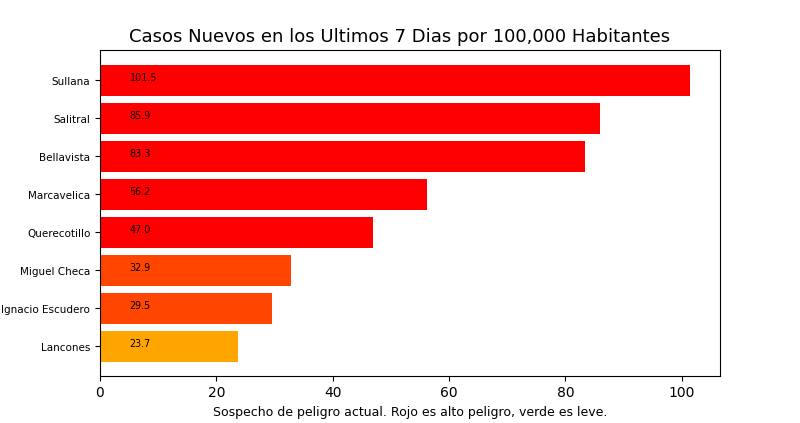 Casos Nuevos en los Ultimos 7 Dias por 100,000 Habitantes
Sullana 101.5
Salitral 85.9
Bellavista 83.3
Marcavelica 56.2
Querecotillo 47.0
Miguel Checa 32.9
Ignacio Escudero 29.5
Lancones 23.7
0 20 40 60 80 100
Sospecho de peligro actual. Rojo es alto peligro, verde es leve.